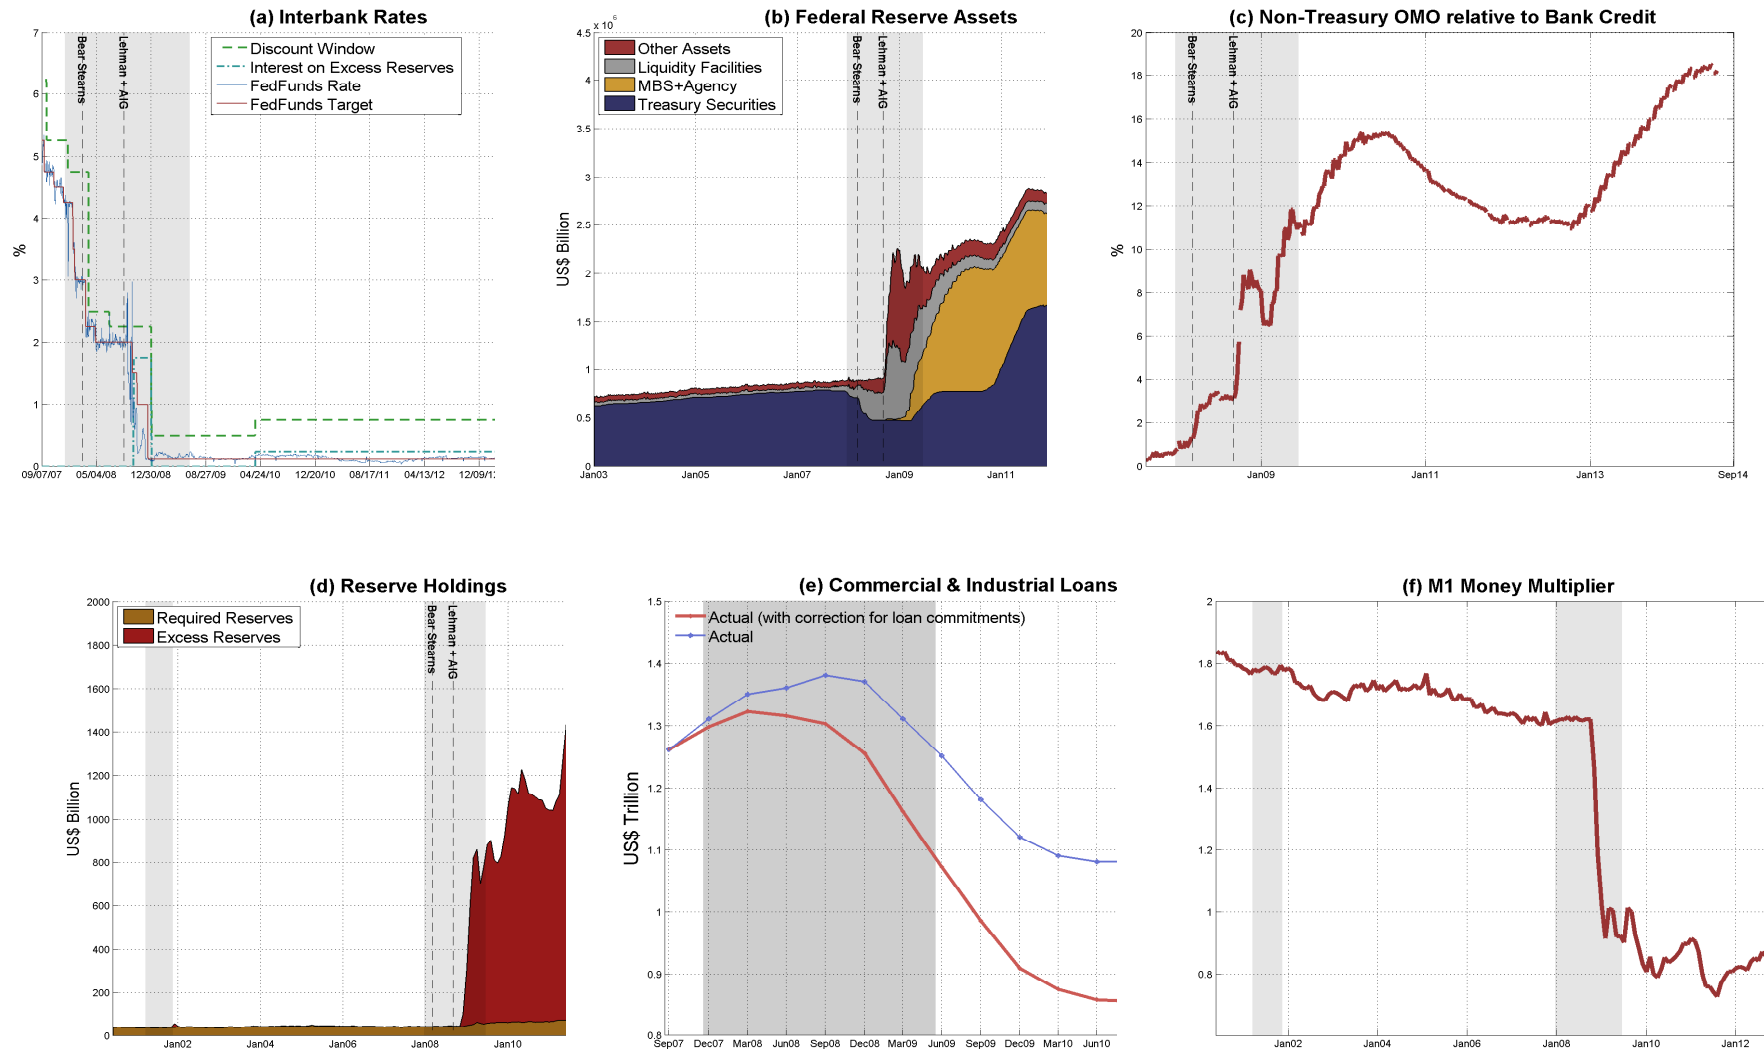 (a) Interbank Rates
7
6
5
4
3
2
1
0
%
Bear Stearns
Lehman + AIG
Discount Window
Interest on Excess Reserves
FedFunds Rate
FedFunds Target
09/07/07 05/04/08 12/30/08 08/27/09 04/24/10 12/20/10 08/17/11 04/13/12 12/09/1
(b) Federal Reserve Assets
x 10^6
4.5
4
3.5
3
2.5
2
1.5
1
0.5
0
US$ Billion
Other Assets
Liquidity Facilities
MBS+Agency
Treasury Securities
Bear Stearns
Lehman + AIG
Jan03 Jan05 Jan07 Jan09 Jan11
(c) Non-Treasury OMO relative to Bank Credit
20
18
16
14
12
10
8
6
4
2
0
%
Bear Stearns
Lehman + AIG
Jan09 Jan11 Jan13 Sep14
(d) Reserve Holdings
2000
1800
1600
1400
1200
1000
800
600
400
200
0
US$ Billion
Required Reserves
Excess Reserves
Bear Stearns
Lehman + AIG
Jan02 Jan04 Jan06 Jan08 Jan10
(e) Commercial & Industrial Loans
1.5
1.4
1.3
1.2
1.1
1
0.9
0.8
US$ Trillion
Actual (with correction for loan commitments)
Actual
Sep07 Dec07 Mar08 Jun08 Sep08 Dec08 Mar09 Jun09 Sep09 Dec09 Mar10 Jun10
(f) M1 Money Multiplier
2
1.8
1.6
1.4
1.2
1
0.8
Jan02 Jan04 Jan06 Jan08 Jan10 Jan12